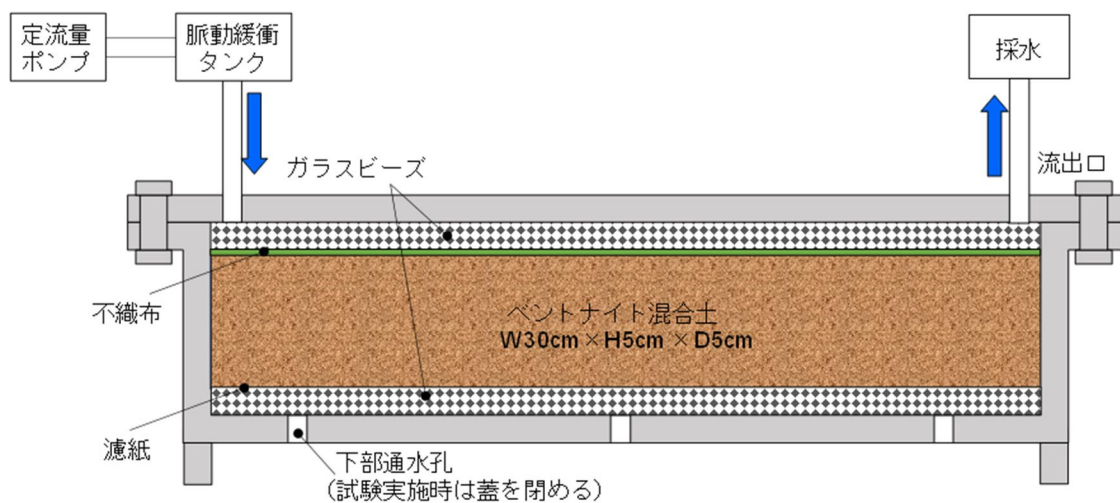 定流量
ポンプ
脈動緩衝
タンク
採水
ガラスビーズ
流出口
不織布
ベントナイト混合土
W30cm×H5cm×D5cm
濾紙
下部通水孔
(試験実施時は蓋を閉める)